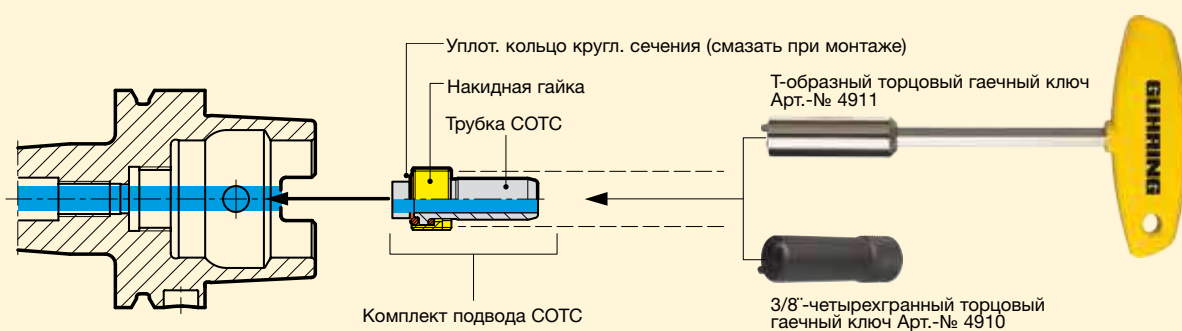 Уплот. кольцо кругл. сечения (смазать при монтаже)
Накидная гайка
Трубка СОТС
Комплект подвода СОТС
Т-образный торцовый гаечный ключ
Арт.-№ 4911
GUHRING
3/8"-четырехгранный торцовый
гаечный ключ Арт.-№ 4910